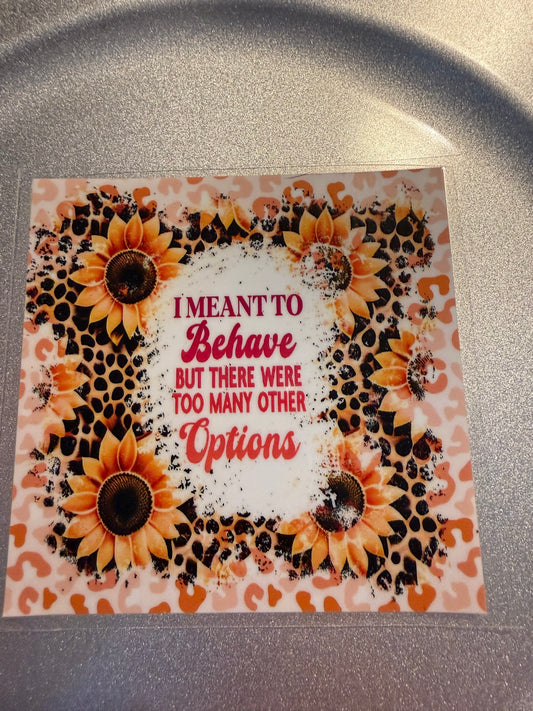 I MEANT TO
Behave
BUT THERE WERE
TOO MANY OTHER
Options